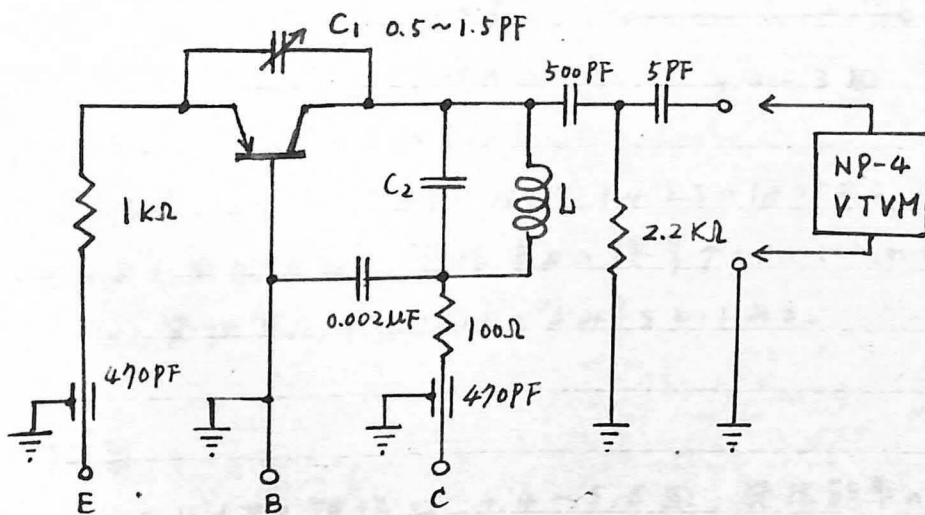 C1 0.5~1.5PF
500PF
5PF
NP-4
VTVM
1KΩ
C2
L
2.2KΩ
0.002μF
100Ω
470PF
470PF
E
B
C